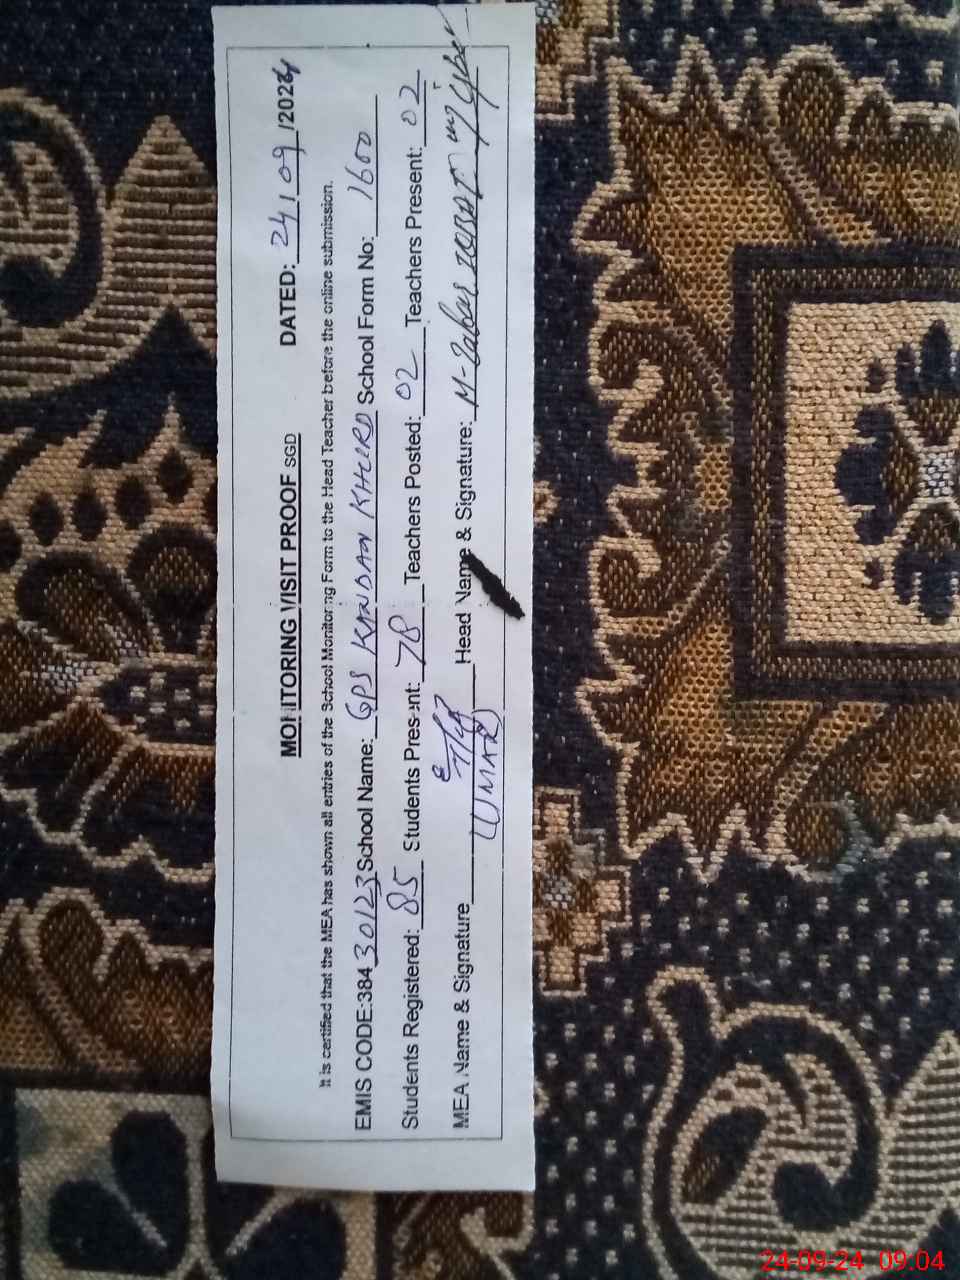 MONITORING VISIT PROOF SGD DATED: 24/09/2024
It is certified that the MEA has shown all entries of the School Monitoring Form to the Head Teacher before the online submission.
EMIS CODE:38430123 School Name: GPS KANDAN KHURD School Form No: 1600
Students Registered: 85 Students Present: 78 Teachers Posted: 02 Teachers Present: 02
MEA Name & Signature (UMAR) Head Name & Signature: M-Zabar
24-09-24 09:04